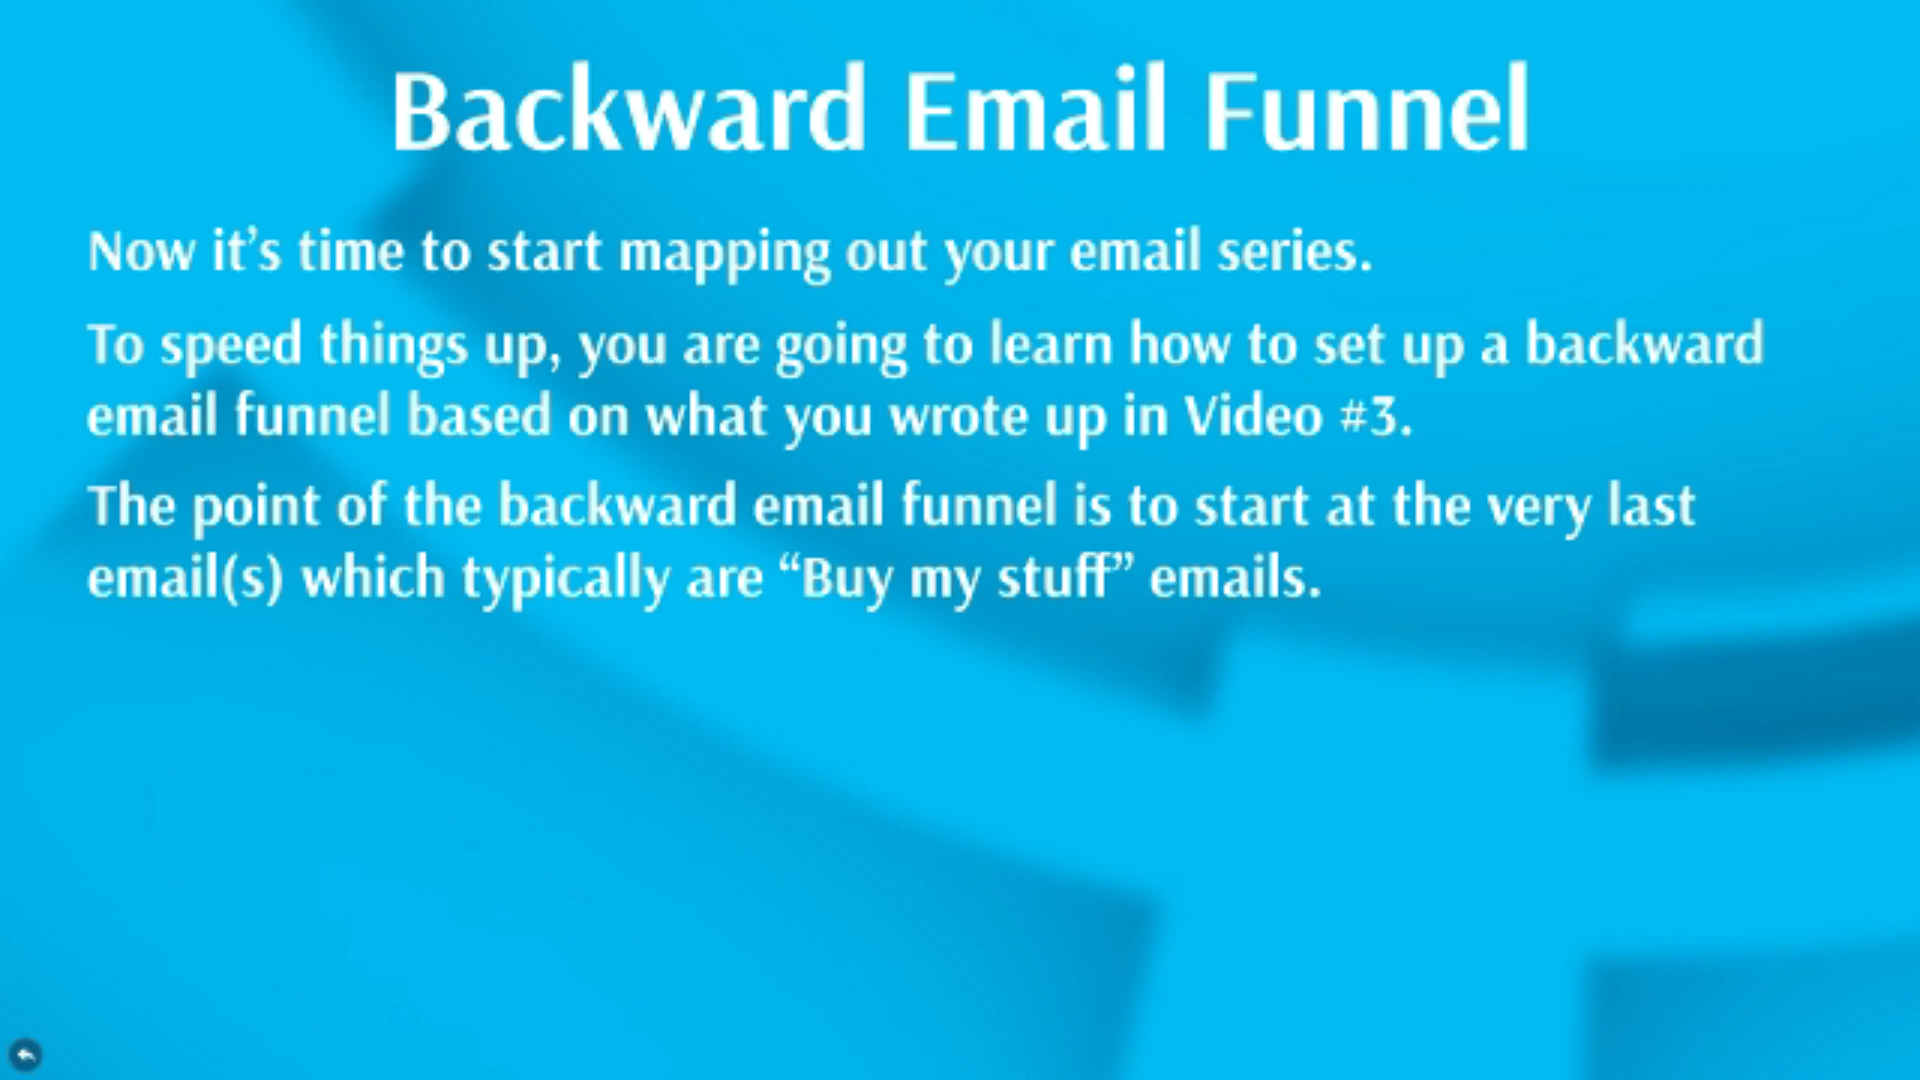 Backward Email Funnel
Now it’s time to start mapping out your email series.
To speed things up, you are going to learn how to set up a backward
email funnel based on what you wrote up in Video #3.
The point of the backward email funnel is to start at the very last
email(s) which typically are “Buy my stuff” emails.